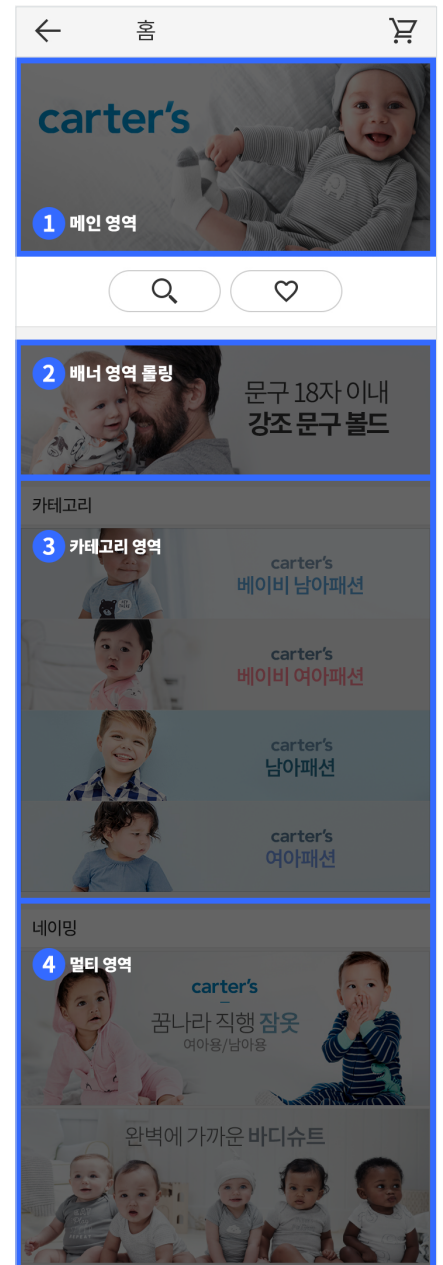 홈
carter's
1 메인 영역
2 배너 영역 롤링
문구 18자 이내
강조 문구 볼드
카테고리
3 카테고리 영역
carter's
베이비 남아패션
carter's
베이비 여아패션
carter's
남아패션
carter's
여아패션
네이밍
4 멀티 영역
carter's
꿈나라 직행 잠옷
여아용/남아용
완벽에 가까운 바디슈트